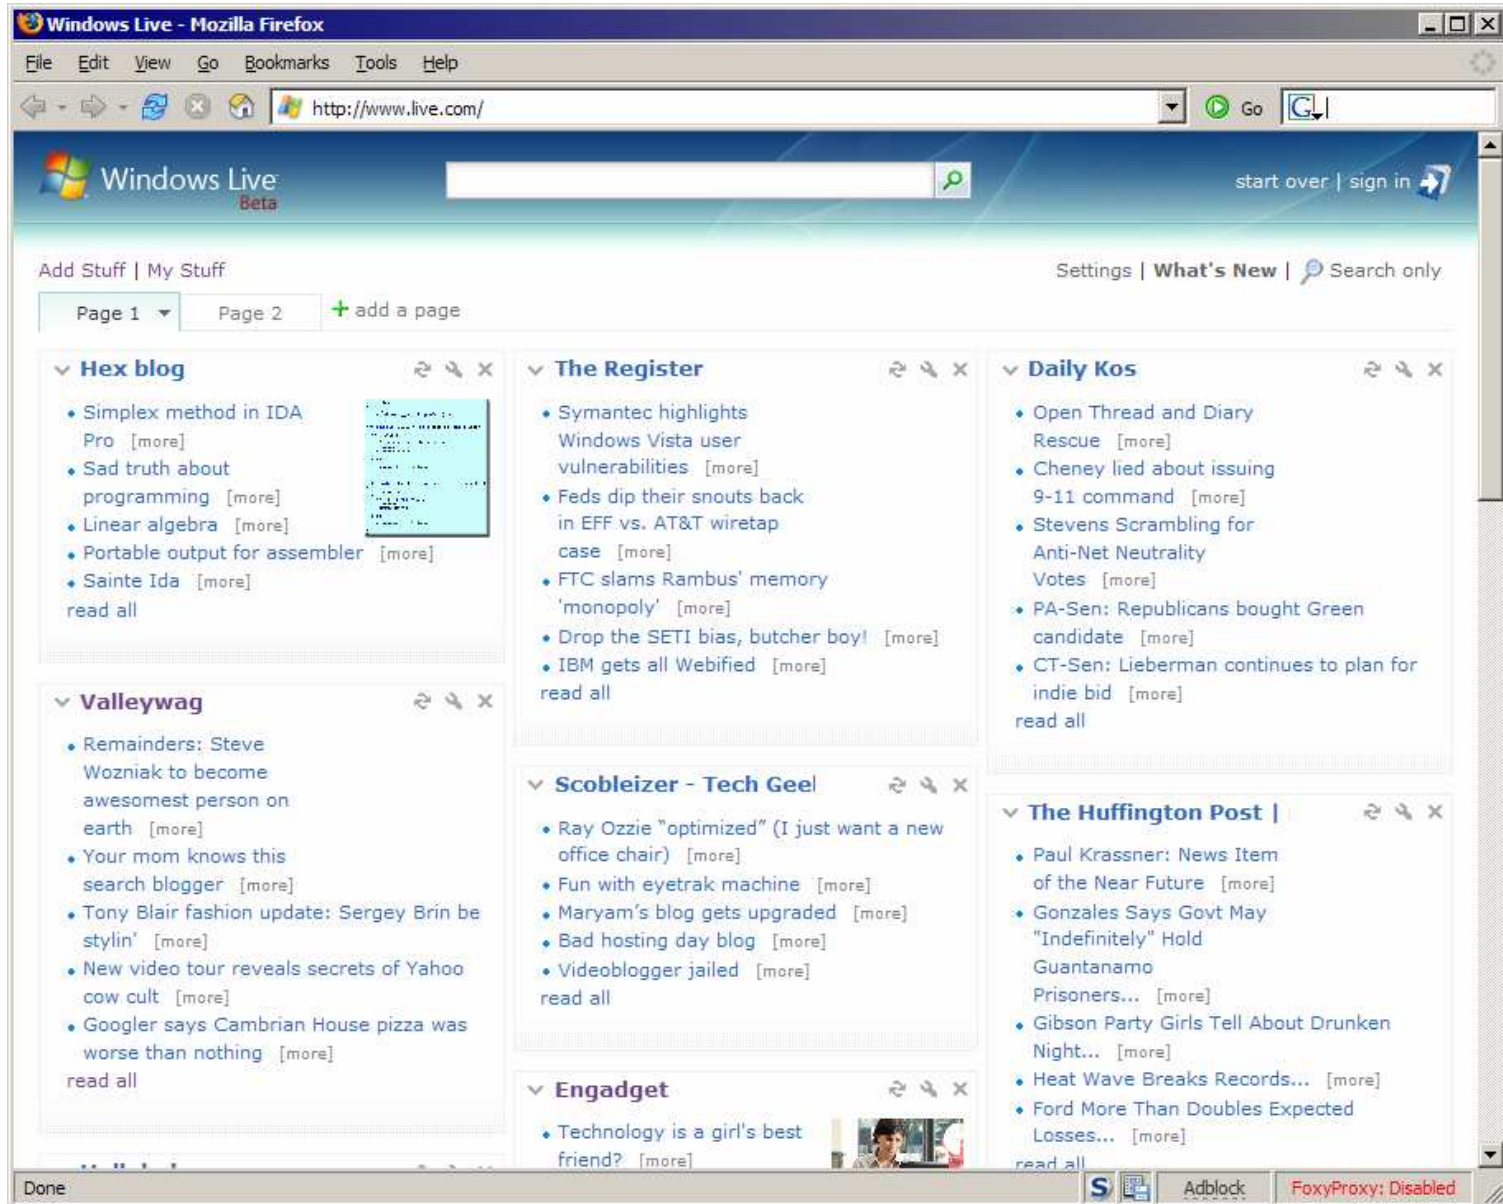 Windows Live - Mozilla Firefox
File Edit View Go Bookmarks Tools Help
http://www.live.com/ Go G
Windows Live
Beta
start over | sign in
Add Stuff | My Stuff
Settings | What's New | Search only
Page 1 Page 2 + add a page
Hex blog
Simplex method in IDA
Pro [more]
Sad truth about
programming [more]
Linear algebra [more]
Portable output for assembler [more]
Sainte Ida [more]
read all
Valleywag
Remainders: Steve
Wozniak to become
awesomest person on
earth [more]
Your mom knows this
search blogger [more]
Tony Blair fashion update: Sergey Brin be
stylin' [more]
New video tour reveals secrets of Yahoo
cow cult [more]
Googler says Cambrian House pizza was
worse than nothing [more]
read all
The Register
Symantec highlights
Windows Vista user
vulnerabilities [more]
Feds dip their snouts back
in EFF vs. AT&T wiretap
case [more]
FTC slams Rambus' memory
'monopoly' [more]
Drop the SETI bias, butcher boy! [more]
IBM gets all Webified [more]
read all
Scobleizer - Tech Geel
Ray Ozzie “optimized” (I just want a new
office chair) [more]
Fun with eyetrak machine [more]
Maryam’s blog gets upgraded [more]
Bad hosting day blog [more]
Videoblogger jailed [more]
read all
Engadget
Technology is a girl's best
friend? [more]
Daily Kos
Open Thread and Diary
Rescue [more]
Cheney lied about issuing
9-11 command [more]
Stevens Scrambling for
Anti-Net Neutrality
Votes [more]
PA-Sen: Republicans bought Green
candidate [more]
CT-Sen: Lieberman continues to plan for
indie bid [more]
read all
The Huffington Post |
Paul Krassner: News Item
of the Near Future [more]
Gonzales Says Govt May
"Indefinitely" Hold
Guantanamo
Prisoners... [more]
Gibson Party Girls Tell About Drunken
Night... [more]
Heat Wave Breaks Records... [more]
Ford More Than Doubles Expected
Losses... [more]
read all
Done S Adblock FoxyProxy: Disabled